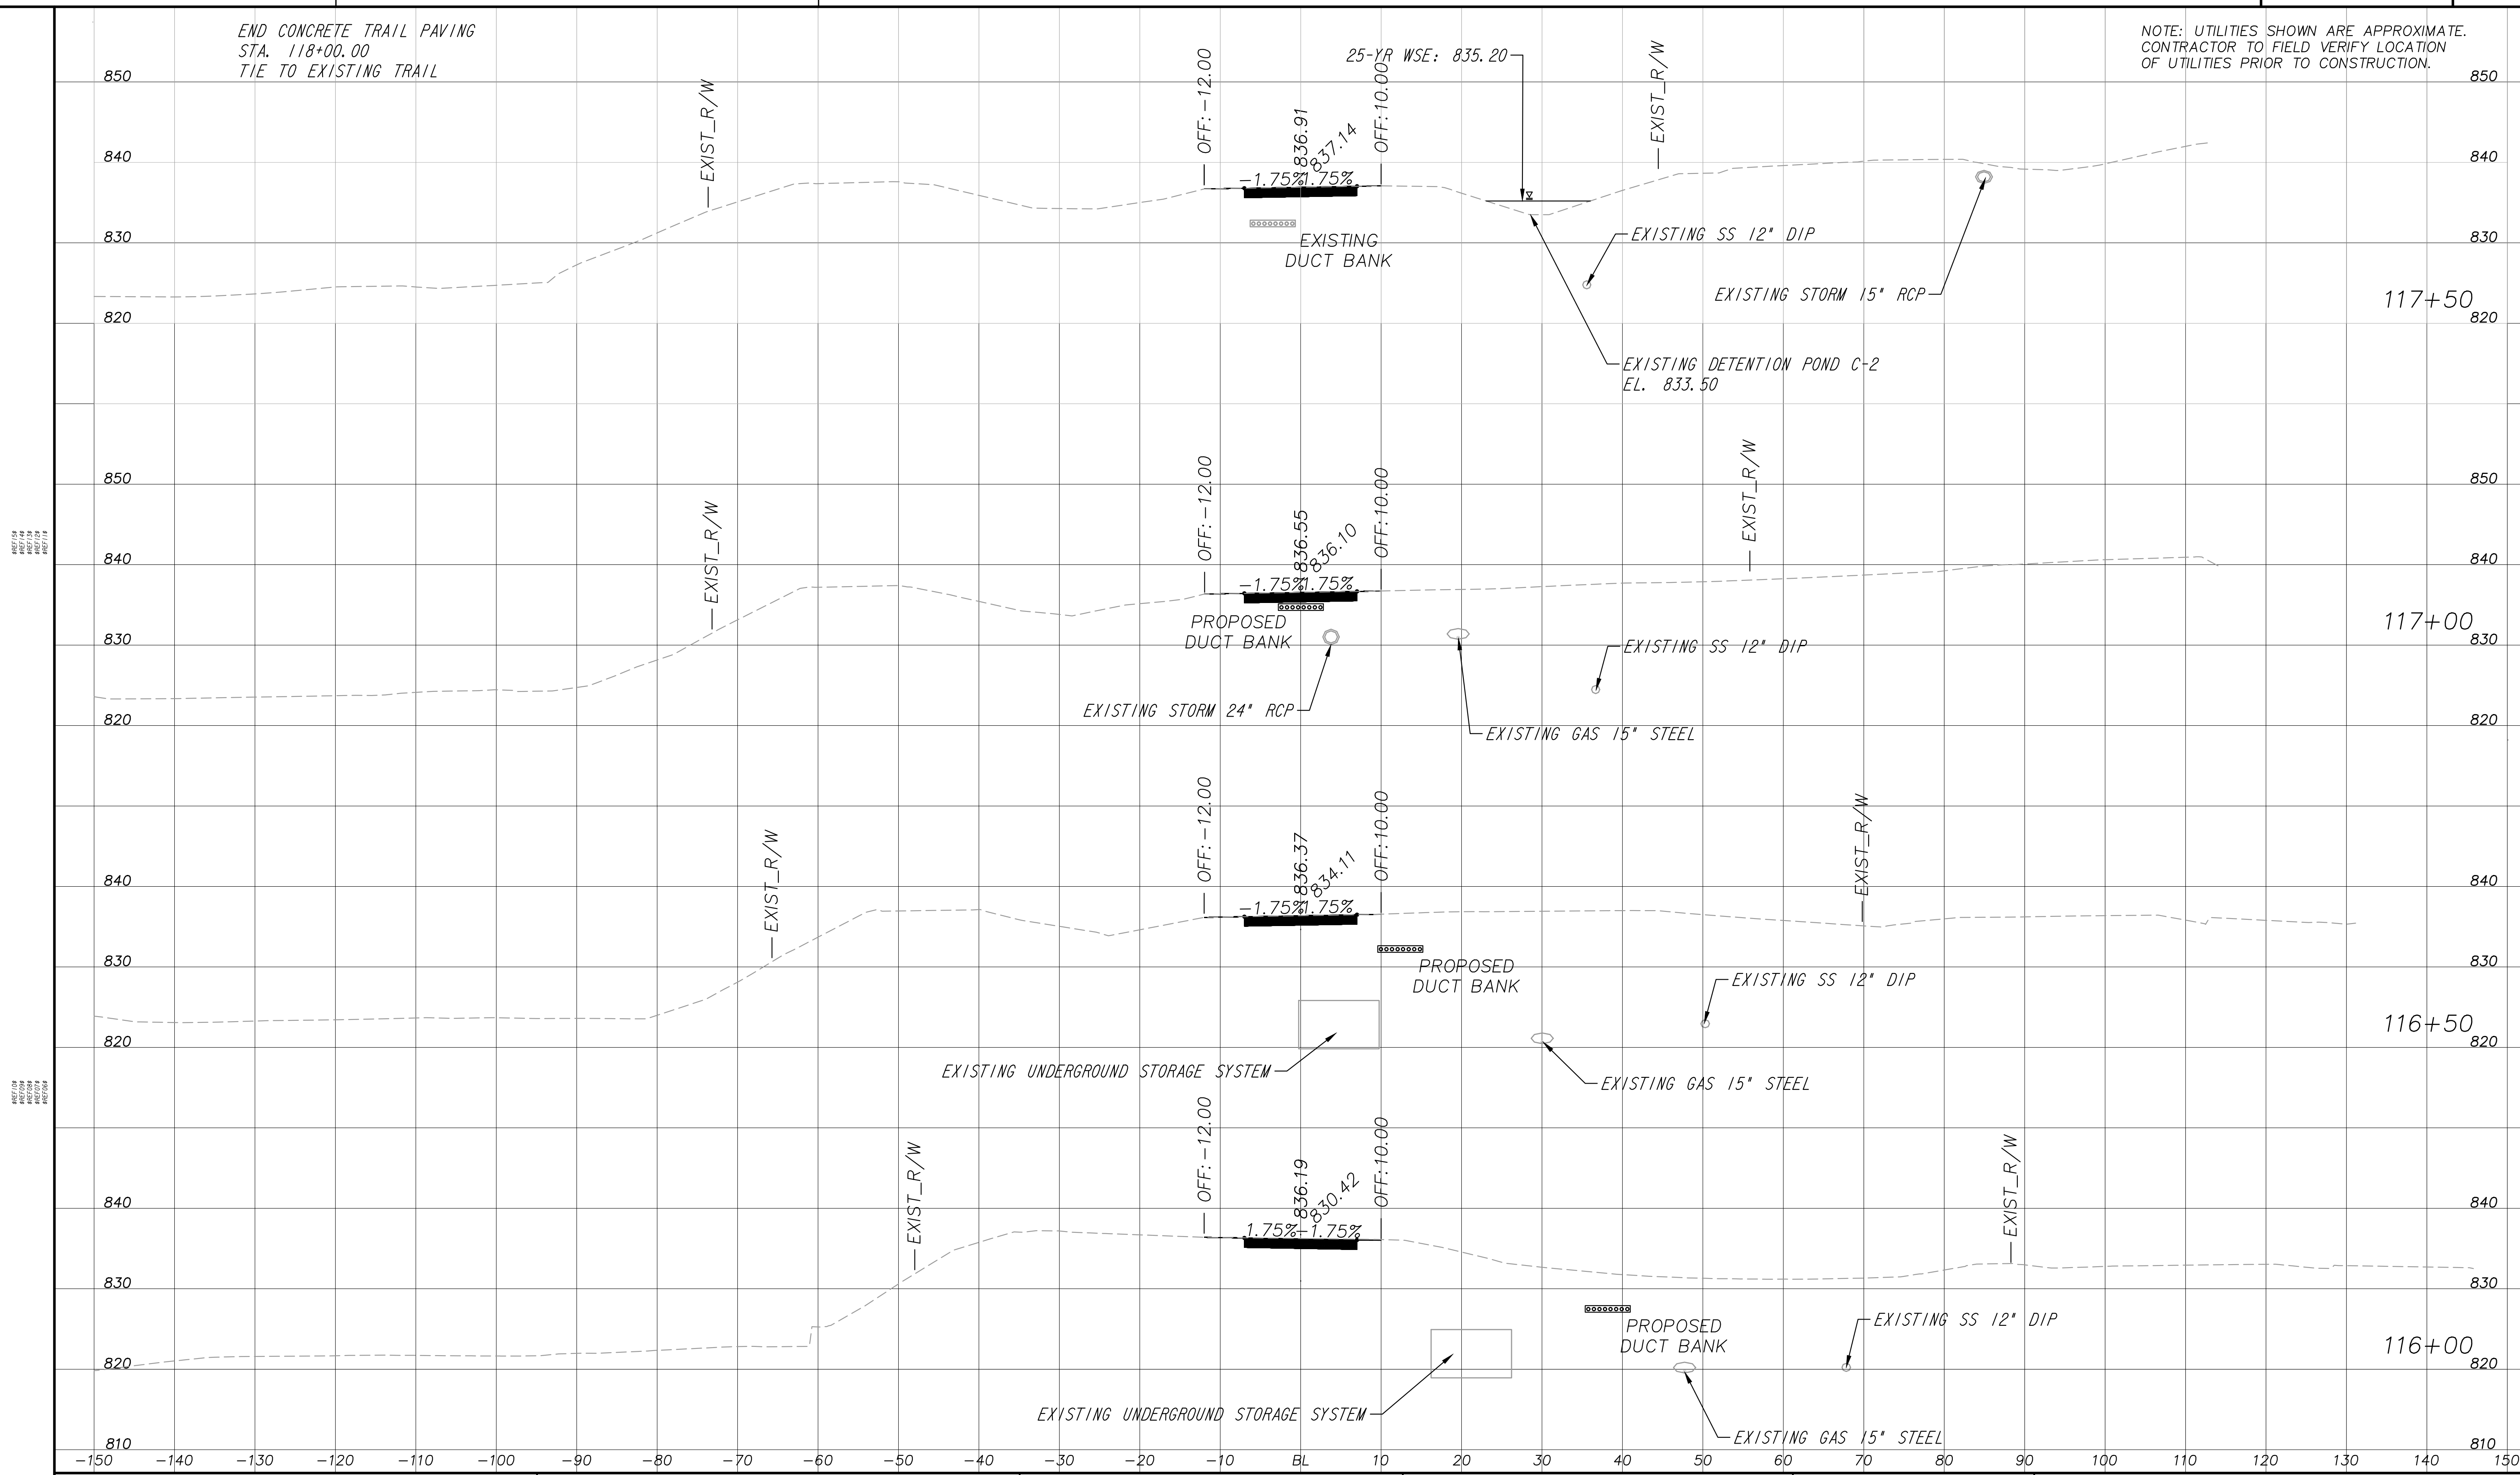 END CONCRETE TRAIL PAVING
STA. 118+00.00
TIE TO EXISTING TRAIL
NOTE: UTILITIES SHOWN ARE APPROXIMATE.
CONTRACTOR TO FIELD VERIFY LOCATION
OF UTILITIES PRIOR TO CONSTRUCTION.
25-YR WSE: 835.20
850
850
EXIST_R/W
OFF:-12.00
836.91
837.14
OFF:10.00
EXIST_R/W
840
840
-1.75%
1.75%
830
830
EXISTING
DUCT BANK
EXISTING SS 12" DIP
EXISTING STORM 15" RCP
117+50
820
820
EXISTING DETENTION POND C-2
EL. 833.50
850
850
EXIST_R/W
OFF:-12.00
836.55
836.10
OFF:10.00
EXIST_R/W
840
840
-1.75%
1.75%
PROPOSED
DUCT BANK
117+00
830
830
EXISTING SS 12" DIP
EXISTING STORM 24" RCP
820
820
EXISTING GAS 15" STEEL
EXIST_R/W
OFF:-12.00
836.37
834.11
OFF:10.00
EXIST_R/W
840
840
-1.75%
1.75%
830
830
PROPOSED
DUCT BANK
EXISTING SS 12" DIP
116+50
820
820
EXISTING UNDERGROUND STORAGE SYSTEM
EXISTING GAS 15" STEEL
EXIST_R/W
OFF:-12.00
836.19
830.42
OFF:10.00
EXIST_R/W
840
840
1.75%
-1.75%
830
830
PROPOSED
DUCT BANK
EXISTING SS 12" DIP
116+00
820
820
EXISTING UNDERGROUND STORAGE SYSTEM
EXISTING GAS 15" STEEL
810
810
-150 -140 -130 -120 -110 -100 -90 -80 -70 -60 -50 -40 -30 -20 -10 BL 10 20 30 40 50 60 70 80 90 100 110 120 130 140 150
$REF15$
$REF14$
$REF13$
$REF12$
$REF11$
$REF10$
$REF09$
$REF08$
$REF07$
$REF06$